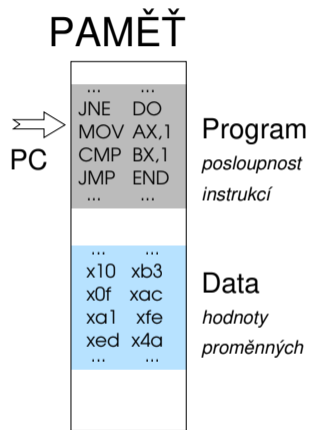 PAMĚŤ
... ...
JNE DO
MOV AX,1
CMP BX,1
JMP END
... ...
PC
Program
posloupnost
instrukcí
... ...
x10 xb3
x0f xac
xa1 xfe
xed x4a
... ...
Data
hodnoty
proměnných